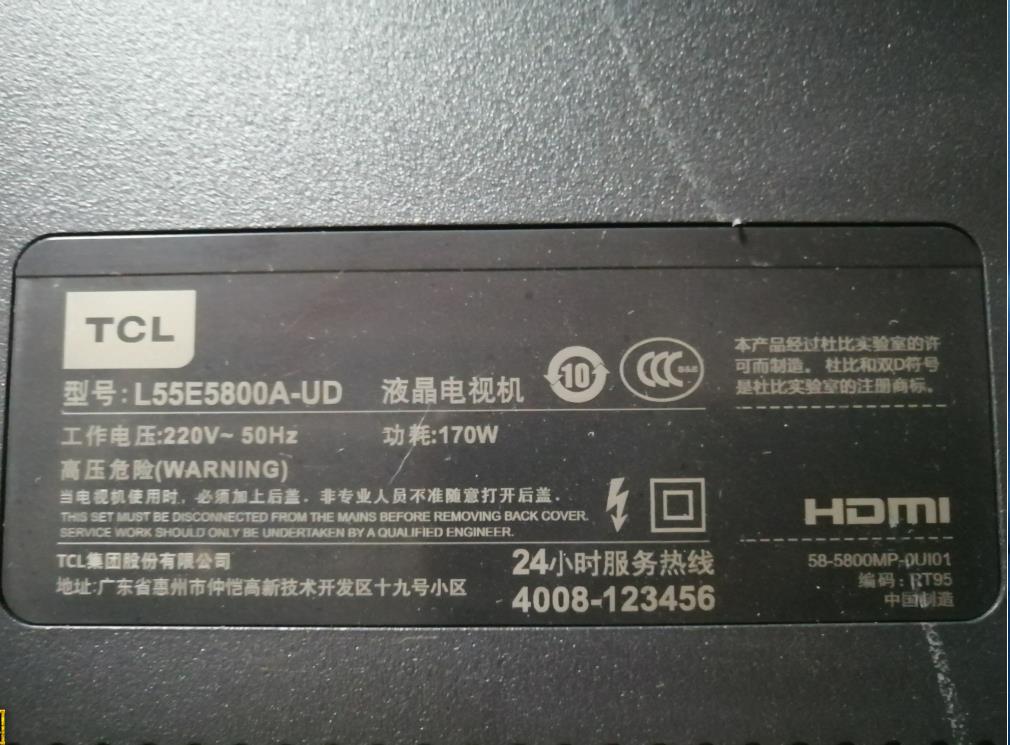 TCL
型号:L55E5800A-UD 液晶电视机
10
工作电压:220V~ 50Hz 功耗:170W
高压危险(WARNING)
当电视机使用时，必须加上后盖．非专业人员不准随意打开后盖．
THIS SET MUST BE DISCONNECTED FROM THE MAINS BEFORE REMOVING BACK COVER.
SERVICE WORK SHOULD ONLY BE UNDERTAKEN BY A QUALIFIED ENGINEER.
TCL集团股份有限公司
地址:广东省惠州市仲恺高新技术开发区十九号小区
24小时服务热线
4008-123456
本产品经过杜比实验室的许
可而制造。杜比和双D符号
是杜比实验室的注册商标。
HDMI
58-5800MP-0UI01
编码：RT95
中国制造